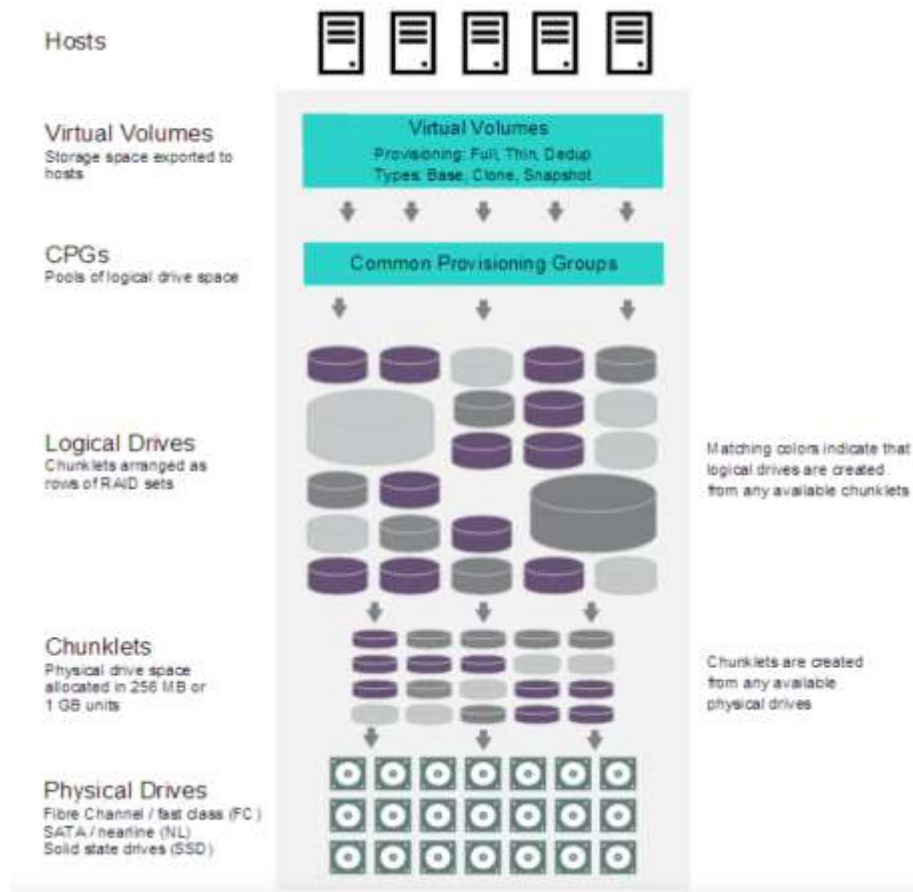 Hosts
Virtual Volumes
Storage space exported to
hosts
Virtual Volumes
Provisioning: Full, Thin, Dedup
Types: Base, Clone, Snapshot
CPGs
Pools of logical drive space
Common Provisioning Groups
Logical Drives
Chunklets arranged as
rows of RAID sets
Matching colors indicate that
logical drives are created
from any available chunklets
Chunklets
Physical drive space
allocated in 256 MB or
1 GB units
Chunklets are created
from any available
physical drives
Physical Drives
Fibre Channel / fast class (FC)
SATA / nearline (NL)
Solid state drives (SSD)